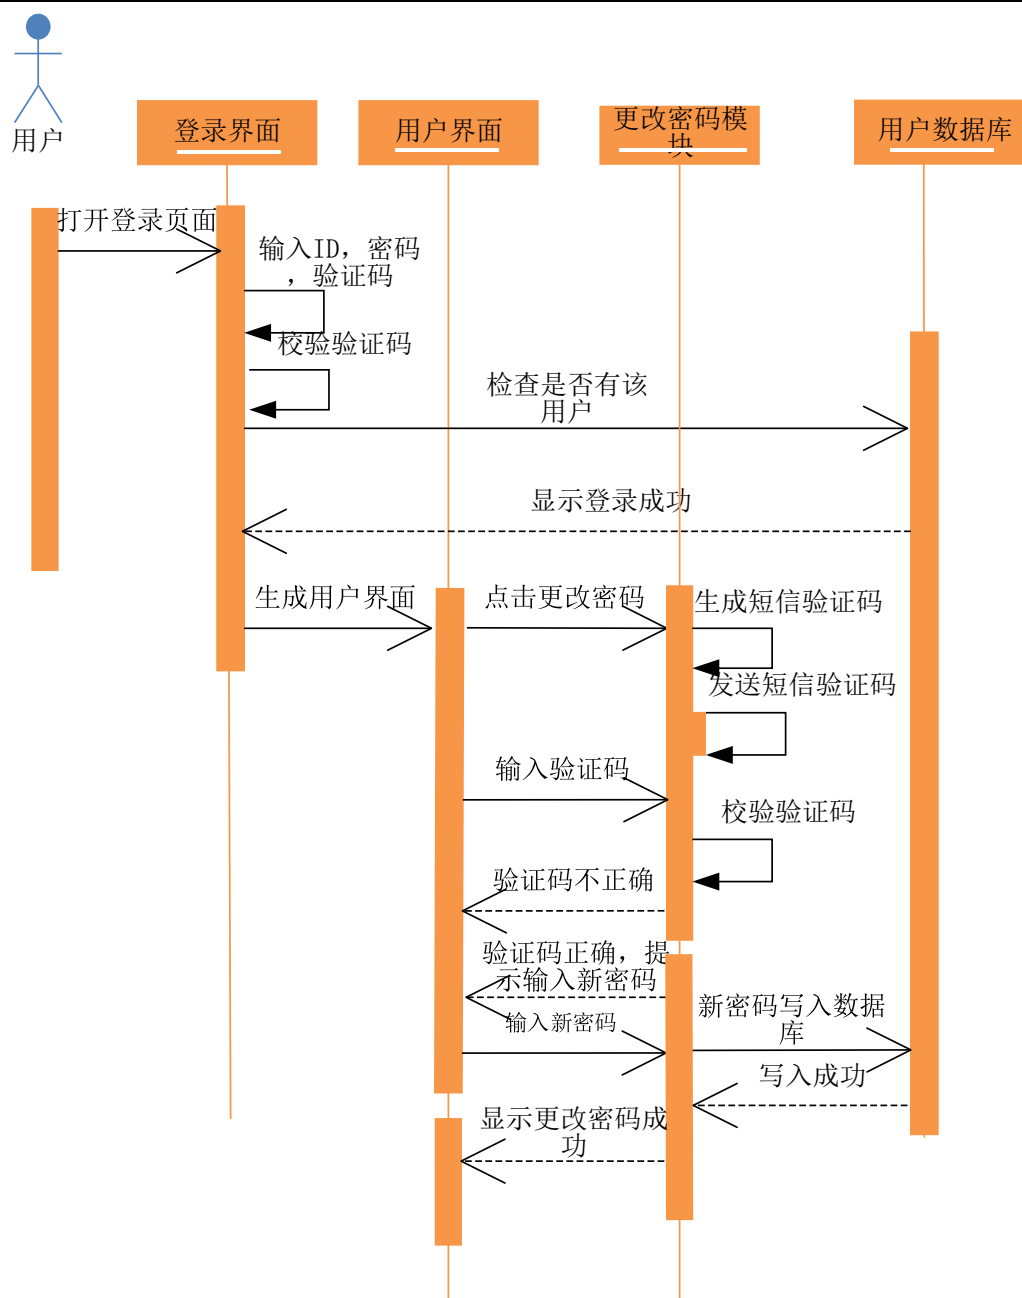 用户
登录界面
用户界面
更改密码模
块
用户数据库
打开登录页面
输入ID，密码
，验证码
校验验证码
检查是否有该
用户
显示登录成功
生成用户界面
点击更改密码
生成短信验证码
发送短信验证码
输入验证码
校验验证码
验证码不正确
验证码正确，提
示输入新密码
输入新密码
新密码写入数据
库
写入成功
显示更改密码成
功